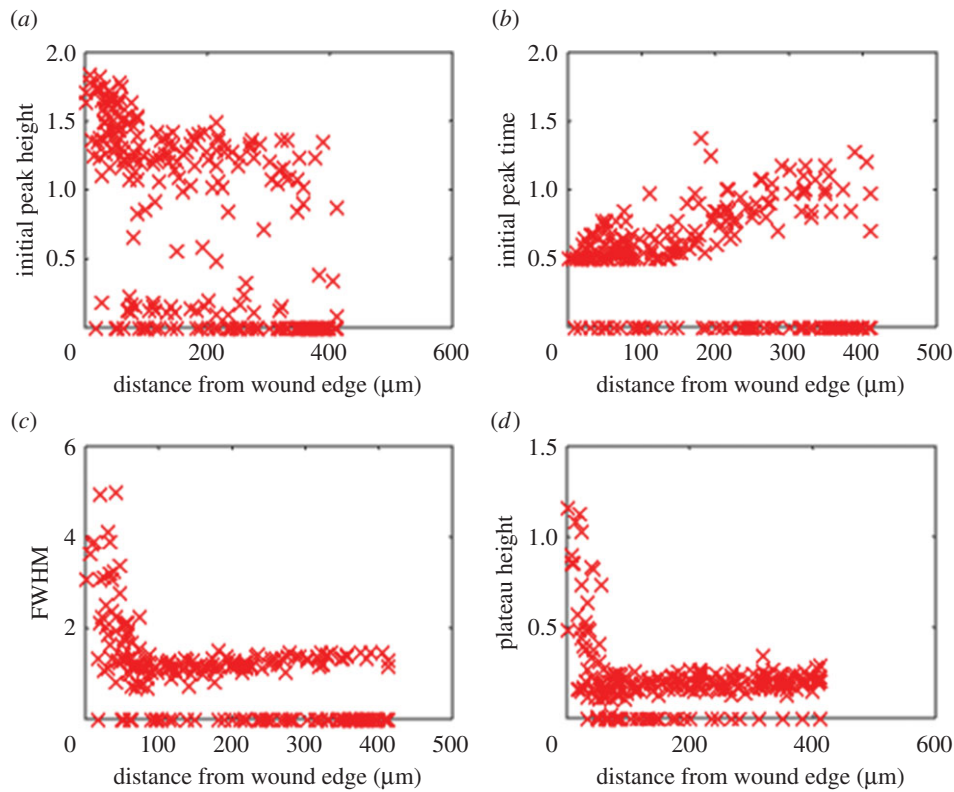 (a)
2.0
1.5
1.0
0.5
0 200 400 600
initial peak height
distance from wound edge (μm)
(b)
2.0
1.5
1.0
0.5
0 100 200 300 400 500
initial peak time
distance from wound edge (μm)
(c)
6
4
2
0 100 200 300 400 500
FWHM
distance from wound edge (μm)
(d)
1.5
1.0
0.5
0 200 400 600
plateau height
distance from wound edge (μm)